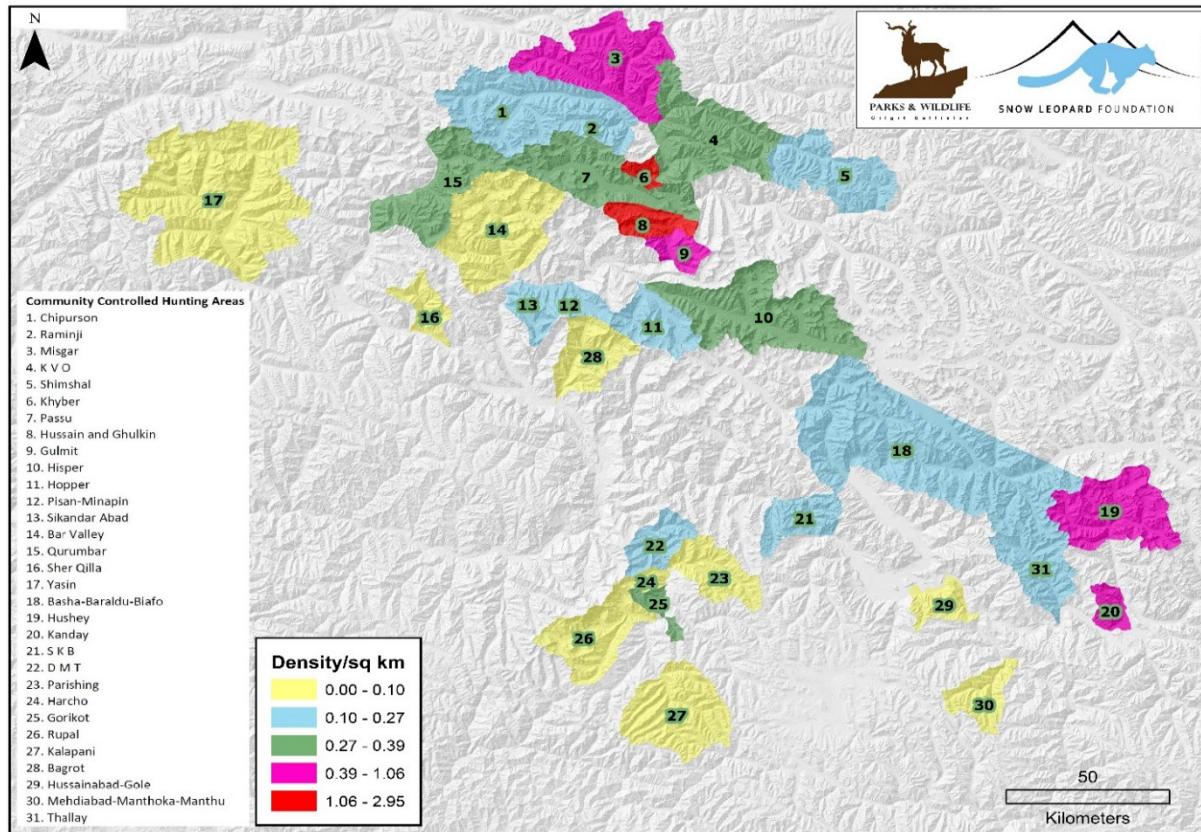 N
PARKS & WILDLIFE
Gilgit Baltistan
SNOW LEOPARD FOUNDATION
3
1
2
4
5
6
15
7
17
14
8
9
16
13
12
11
10
28
18
19
21
22
23
24
25
31
29
20
26
27
30
Community Controlled Hunting Areas
1. Chipurson
2. Raminji
3. Misgar
4. K V O
5. Shimshal
6. Khyber
7. Passu
8. Hussain and Ghulkin
9. Gulmit
10. Hisper
11. Hopper
12. Pisan-Minapin
13. Sikandar Abad
14. Bar Valley
15. Qurumbar
16. Sher Qilla
17. Yasin
18. Basha-Baraldu-Biafo
19. Hushey
20. Kanday
21. S K B
22. D M T
23. Parishing
24. Harcho
25. Gorikot
26. Rupal
27. Kalapani
28. Bagrot
29. Hussainabad-Gole
30. Mehdiabad-Manthoka-Manthu
31. Thallay
Density/sq km
0.00 - 0.10
0.10 - 0.27
0.27 - 0.39
0.39 - 1.06
1.06 - 2.95
50
Kilometers